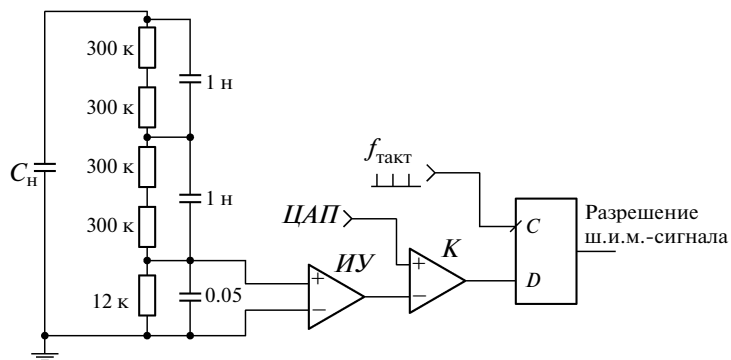 300 к
1 н
300 к
300 к
Cн
1 н
300 к
12 к
0.05
ЦАП
ИУ
+
−
K
+
−
fтакт
C
D
Разрешение
ш.и.м.-сигнала